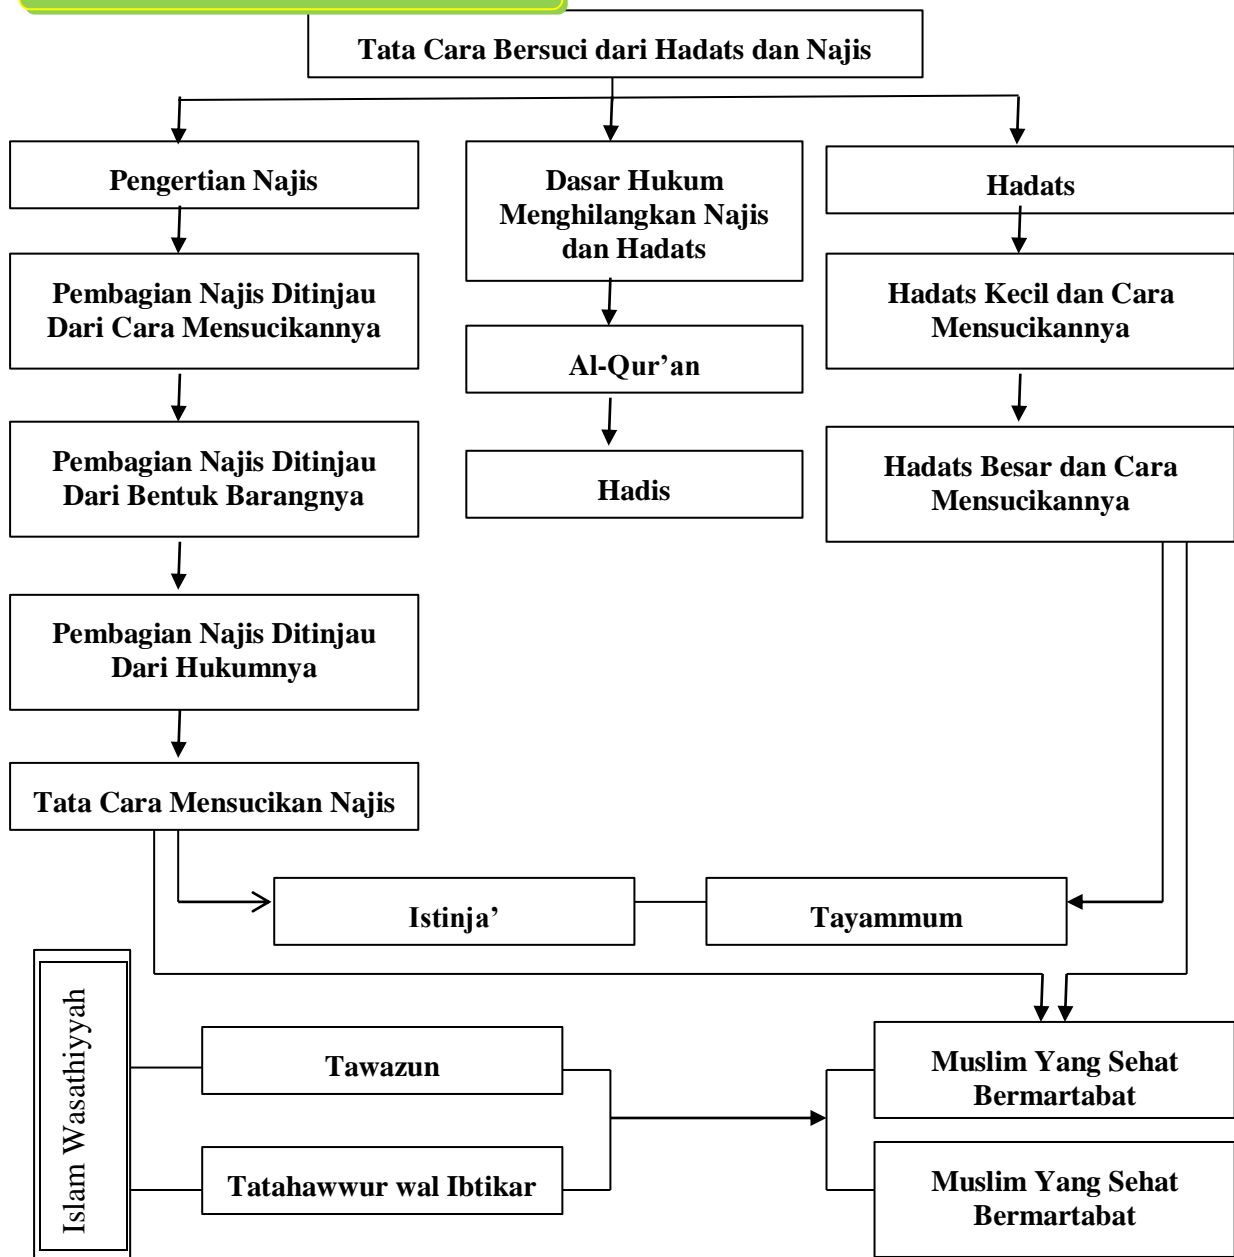 Tata Cara Bersuci dari Hadats dan Najis
Pengertian Najis
Dasar Hukum
Menghilangkan Najis
dan Hadats
Hadats
Pembagian Najis Ditinjau
Dari Cara Mensucikannya
Al-Qur’an
Hadats Kecil dan Cara
Mensucikannya
Pembagian Najis Ditinjau
Dari Bentuk Barangnya
Hadis
Hadats Besar dan Cara
Mensucikannya
Pembagian Najis Ditinjau
Dari Hukumnya
Tata Cara Mensucikan Najis
Istinja’
Tayammum
Islam Wasathiyyah
Tawazun
Muslim Yang Sehat
Bermartabat
Tatahawwur wal Ibtikar
Muslim Yang Sehat
Bermartabat